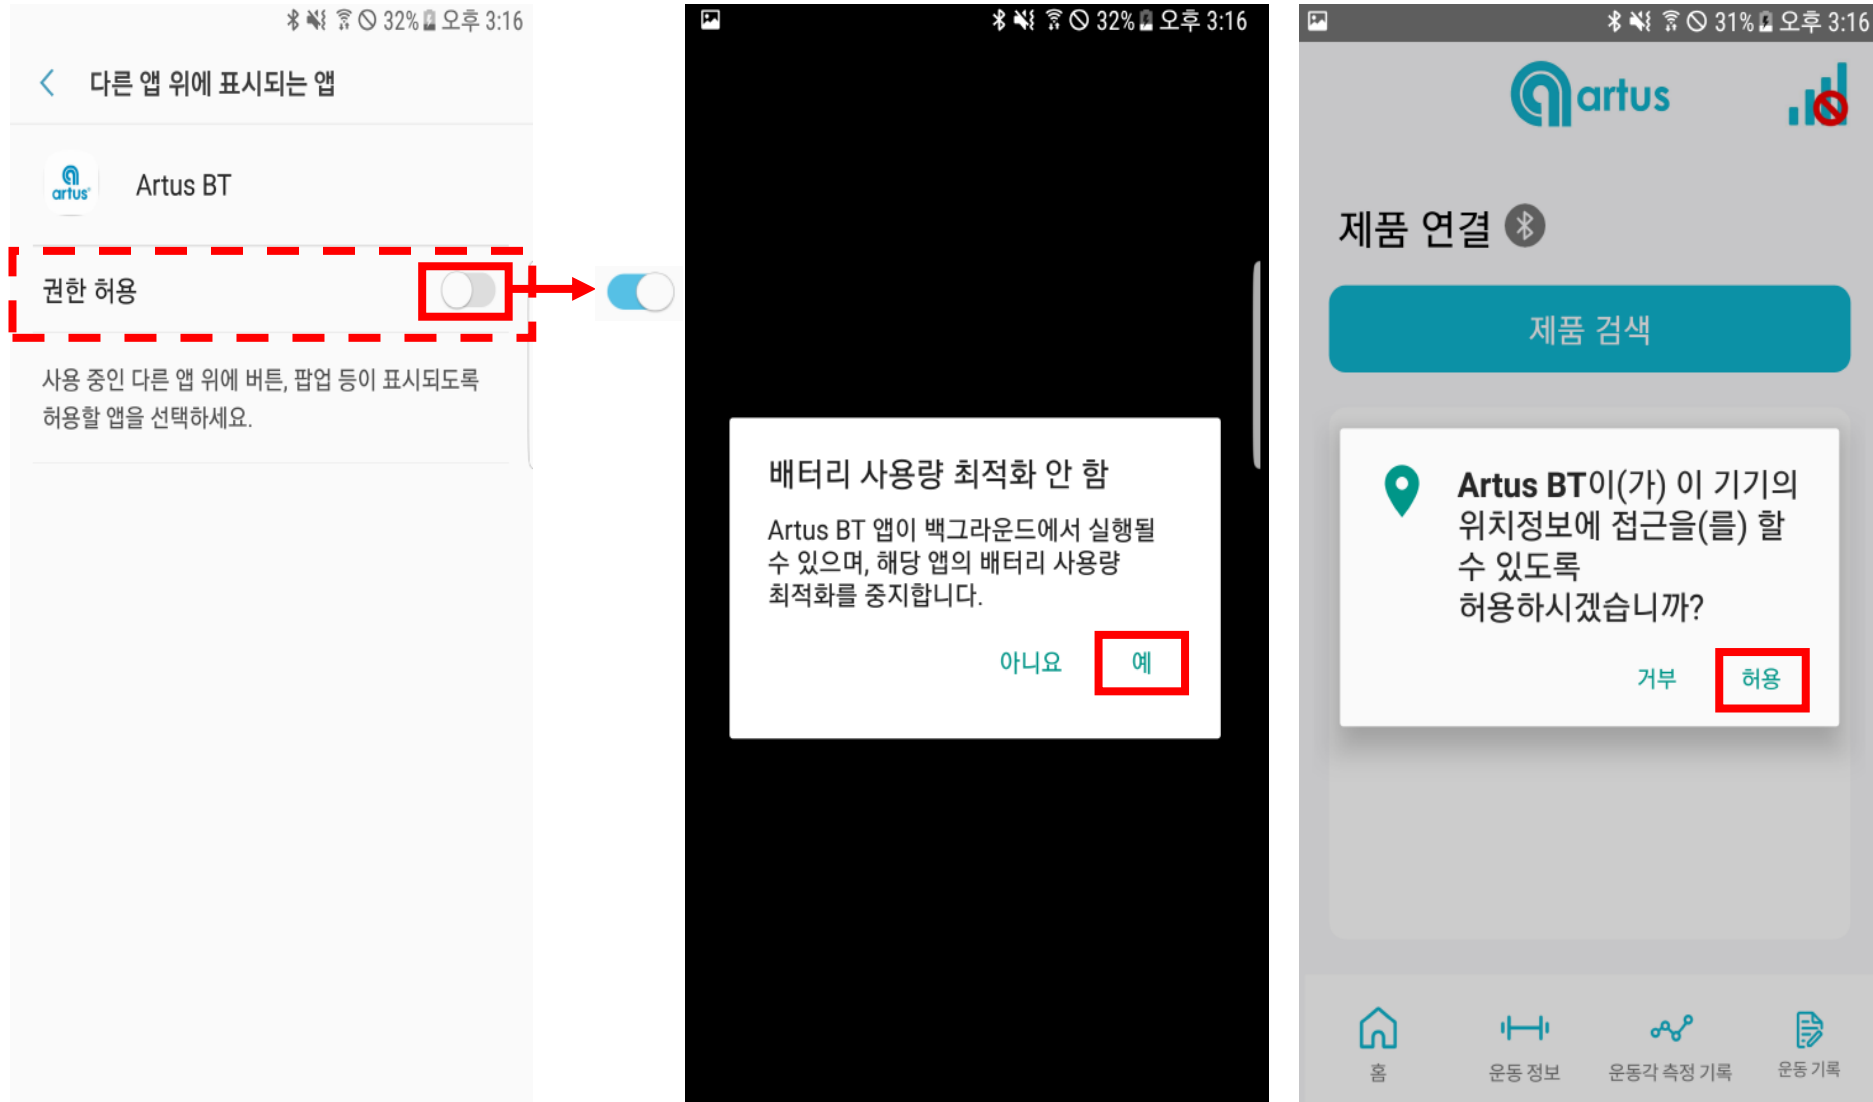 32% 오후 3:16
다른 앱 위에 표시되는 앱
artus
Artus BT
권한 허용
사용 중인 다른 앱 위에 버튼, 팝업 등이 표시되도록
허용할 앱을 선택하세요.
32% 오후 3:16
배터리 사용량 최적화 안 함
Artus BT 앱이 백그라운드에서 실행될
수 있으며, 해당 앱의 배터리 사용량
최적화를 중지합니다.
아니요 예
31% 오후 3:16
artus
제품 연결
제품 검색
Artus BT이(가) 이 기기의
위치정보에 접근을(를) 할
수 있도록
허용하시겠습니까?
거부 허용
홈 운동 정보 운동각 측정 기록 운동 기록